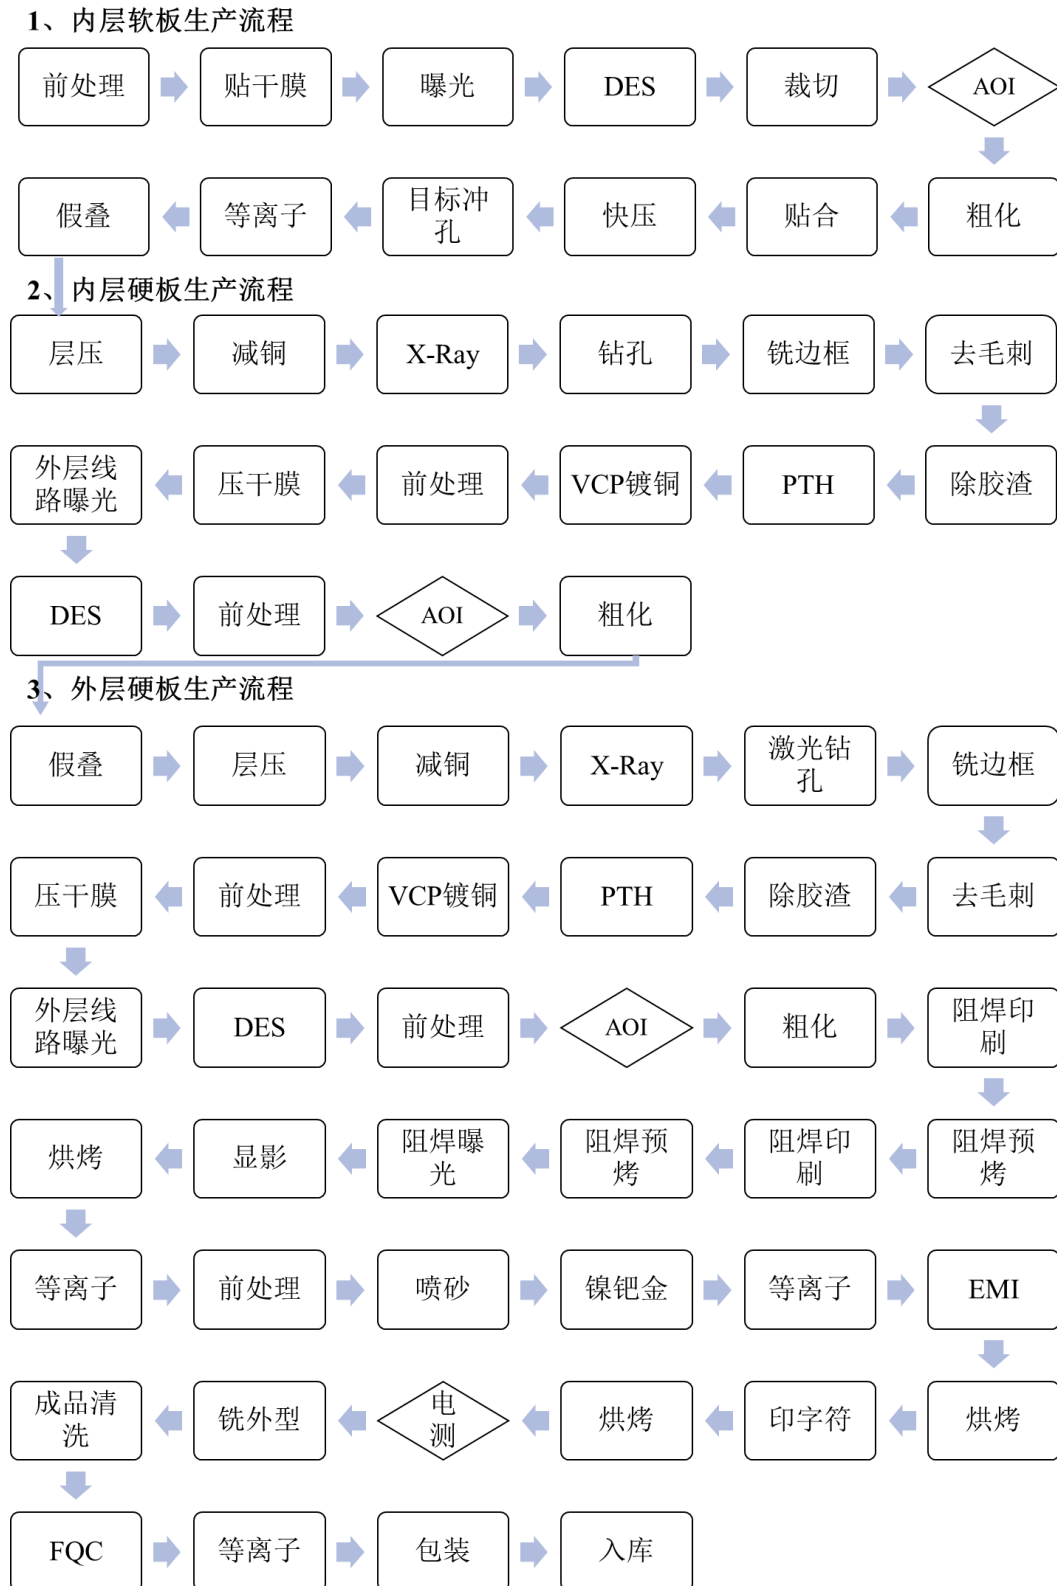 1、内层软板生产流程
前处理
贴干膜
曝光
DES
裁切
AOI
假叠
等离子
目标冲
孔
快压
贴合
粗化
2、内层硬板生产流程
层压
减铜
X-Ray
钻孔
铣边框
去毛刺
外层线
路曝光
压干膜
前处理
VCP镀铜
PTH
除胶渣
DES
前处理
AOI
粗化
3、外层硬板生产流程
假叠
层压
减铜
X-Ray
激光钻
孔
铣边框
压干膜
前处理
VCP镀铜
PTH
除胶渣
去毛刺
外层线
路曝光
DES
前处理
AOI
粗化
阻焊印
刷
烘烤
显影
阻焊曝
光
阻焊预
烤
阻焊印
刷
阻焊预
烤
等离子
前处理
喷砂
镍钯金
等离子
EMI
成品清
洗
铣外型
电
测
烘烤
印字符
烘烤
FQC
等离子
包装
入库